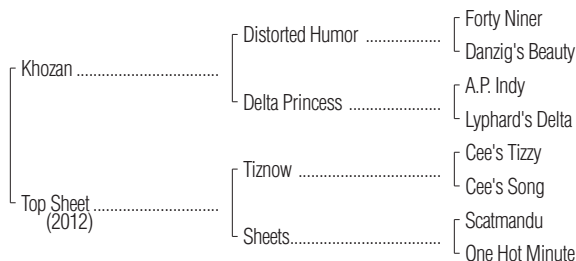 Forty Niner
Distorted Humor ..................
Danzig's Beauty
Khozan ...................................
A.P. Indy
Delta Princess ......................
Lyphard's Delta
Cee's Tizzy
Tiznow ..................................
Cee's Song
Top Sheet ...............................
(2012)
Scatmandu
Sheets....................................
One Hot Minute